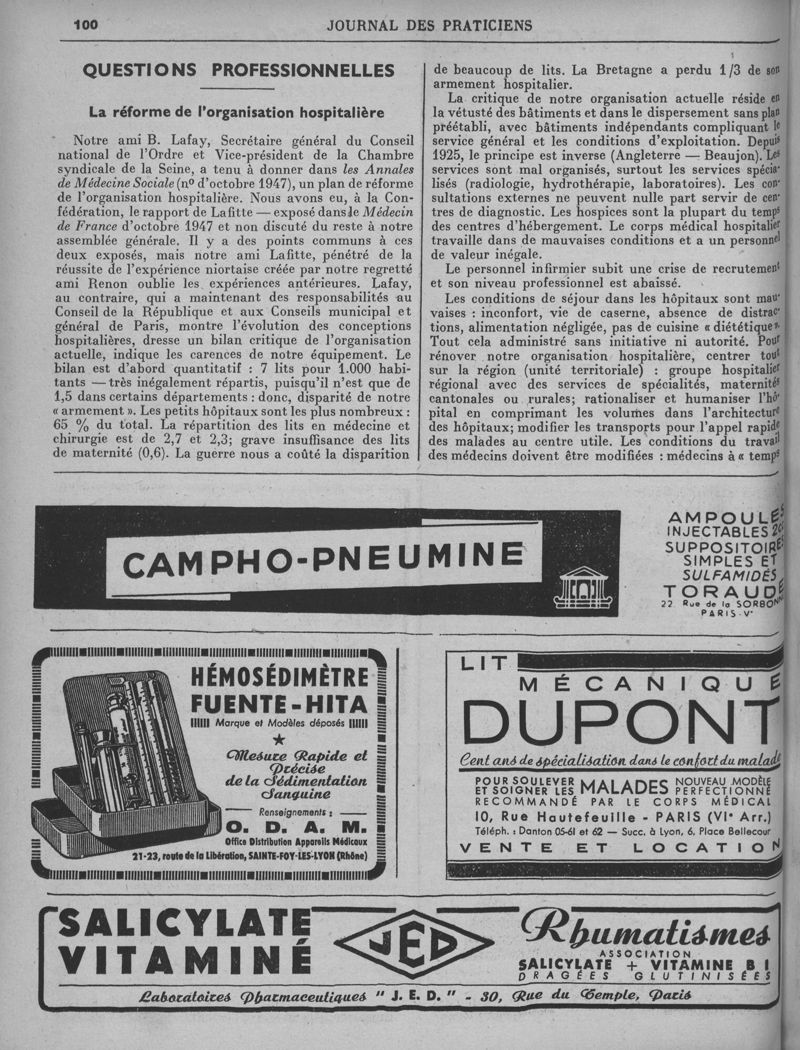 100
JOURNAL DES PRATICIENS
QUESTIONS PROFESSIONNELLES
La réforme de l'organisation hospitalière
Notre ami B. Lafay, Secrétaire général du Conseil
national de l'Ordre et Vice-président de la Chambre
syndicale de la Seine, a tenu à donner dans les Annales
de Médecine Sociale (nº d'octobre 1947), un plan de réforme
de l'organisation hospitalière. Nous avons eu, à la Con-
fédération, le rapport de Lafitte — exposé dans le Médecin
de France d'octobre 1947 et non discuté du reste à notre
assemblée générale. Il y a des points communs à ces
deux exposés, mais notre ami Lafitte, pénétré de la
réussite de l'expérience niortaise créée par notre regretté
ami Renon oublie les expériences antérieures. Lafay,
au contraire, qui a maintenant des responsabilités au
Conseil de la République et aux Conseils municipal et
général de Paris, montre l'évolution des conceptions
hospitalières, dresse un bilan critique de l'organisation
actuelle, indique les carences de notre équipement. Le
bilan est d'abord quantitatif : 7 lits pour 1.000 habi-
tants — très inégalement répartis, puisqu'il n'est que de
1,5 dans certains départements : donc, disparité de notre
« armement ». Les petits hôpitaux sont les plus nombreux :
65 % du total. La répartition des lits en médecine et
chirurgie est de 2,7 et 2,3; grave insuffisance des lits
de maternité (0,6). La guerre nous a coûté la disparition
de beaucoup de lits. La Bretagne a perdu 1/3 de son
armement hospitalier.
La critique de notre organisation actuelle réside en
la vétusté des bâtiments et dans le dispersement sans plan
préétabli, avec bâtiments indépendants compliquant le
service général et les conditions d'exploitation. Depuis
1925, le principe est inverse (Angleterre — Beaujon). Les
services sont mal organisés, surtout les services spécia-
lisés (radiologie, hydrothérapie, laboratoires). Les con-
sultations externes ne peuvent nulle part servir de cen-
tres de diagnostic. Les hospices sont la plupart du temps
des centres d'hébergement. Le corps médical hospitalier
travaille dans de mauvaises conditions et a un personnel
de valeur inégale.
Le personnel infirmier subit une crise de recrutement
et son niveau professionnel est abaissé.
Les conditions de séjour dans les hôpitaux sont mau-
vaises : inconfort, vie de caserne, absence de distrac-
tions, alimentation négligée, pas de cuisine « diététique ».
Tout cela administré sans initiative ni autorité. Pour
rénover notre organisation hospitalière, centrer tout
sur la région (unité territoriale) : groupe hospitalier
régional avec des services de spécialités, maternités
cantonales ou rurales; rationaliser et humaniser l'hô-
pital en comprimant les volumes dans l'architecture
des hôpitaux; modifier les transports pour l'appel rapide
des malades au centre utile. Les conditions du travail
des médecins doivent être modifiées : médecins à « temps
CAMPHO-PNEUMINE
AMPOULES
INJECTABLES 2cc
SUPPOSITOIRES
SIMPLES ET
SULFAMIDÉS
TORAUDE
22 Rue de la SORBONNE
PARIS-Vᵉ
HÉMOSÉDIMÈTRE
FUENTE-HITA
Marque et Modèles déposés
Mesure Rapide et
Précise
de la Sédimentation
Sanguine
Renseignements :
O. D. A. M.
Office Distribution Appareils Médicaux
21-23, route de la Libération, SAINTE-FOY-LES-LYON (Rhône)
LIT
MÉCANIQUE
DUPONT
Cent ans de spécialisation dans le confort du malade
POUR SOULEVER
ET SOIGNER LES
MALADES
NOUVEAU MODÈLE
PERFECTIONNÉ
RECOMMANDÉ PAR LE CORPS MÉDICAL
10, Rue Hautefeuille - PARIS (VIᵉ Arr.)
Téléph. : Danton 05-61 et 62 — Succ. à Lyon, 6, Place Bellecour
VENTE ET LOCATION
SALICYLATE
VITAMINÉ
JED
Rhumatismes
ASSOCIATION
SALICYLATE + VITAMINE B I
DRAGÉES GLUTINISÉES
Laboratoires Pharmaceutiques " J. E. D. " - 30, Rue du Temple, Paris